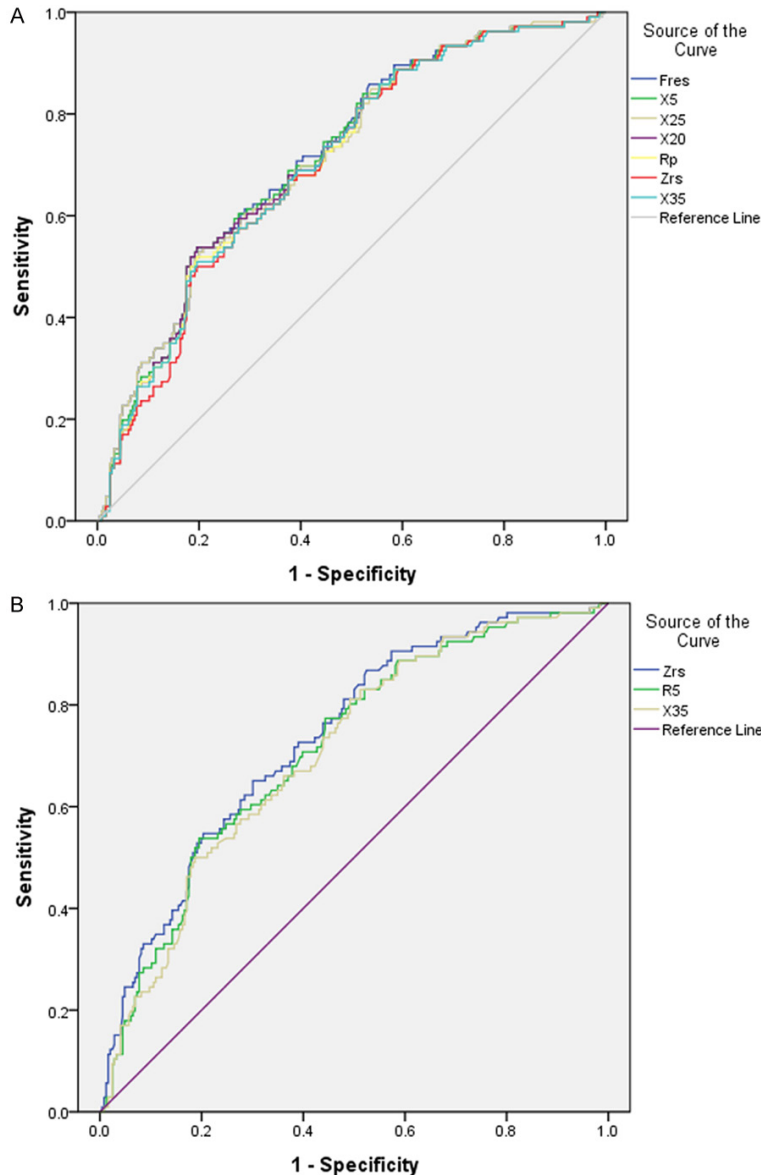 A
Source of the
Curve
Fres
X5
X25
X20
Rp
Zrs
X35
Reference Line
1.0
0.8
0.6
0.4
0.2
0.0
Sensitivity
0.0 0.2 0.4 0.6 0.8 1.0
1 - Specificity
B
Source of the
Curve
Zrs
R5
X35
Reference Line
1.0
0.8
0.6
0.4
0.2
0.0
Sensitivity
0.0 0.2 0.4 0.6 0.8 1.0
1 - Specificity